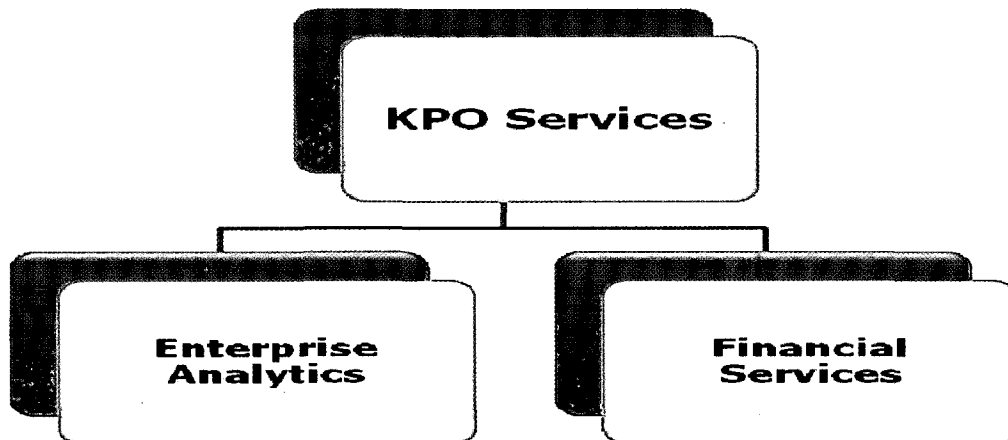 KPO Services
Enterprise
Analytics
Financial
Services